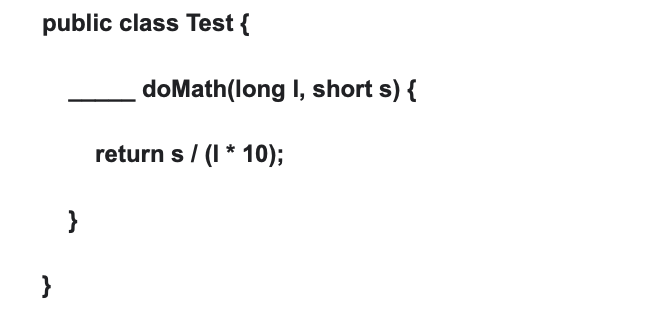 public class Test {
_____ doMath(long l, short s) {
return s / (l * 10);
}
}